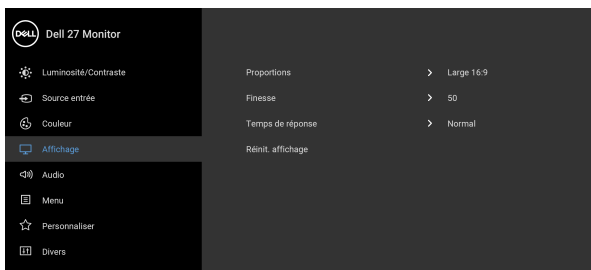 DELL Dell 27 Monitor
Luminosité/Contraste
Proportions Large 16:9
Source entrée
Finesse 50
Couleur
Temps de réponse Normal
Affichage
Réinit. affichage
Audio
Menu
Personnaliser
Divers